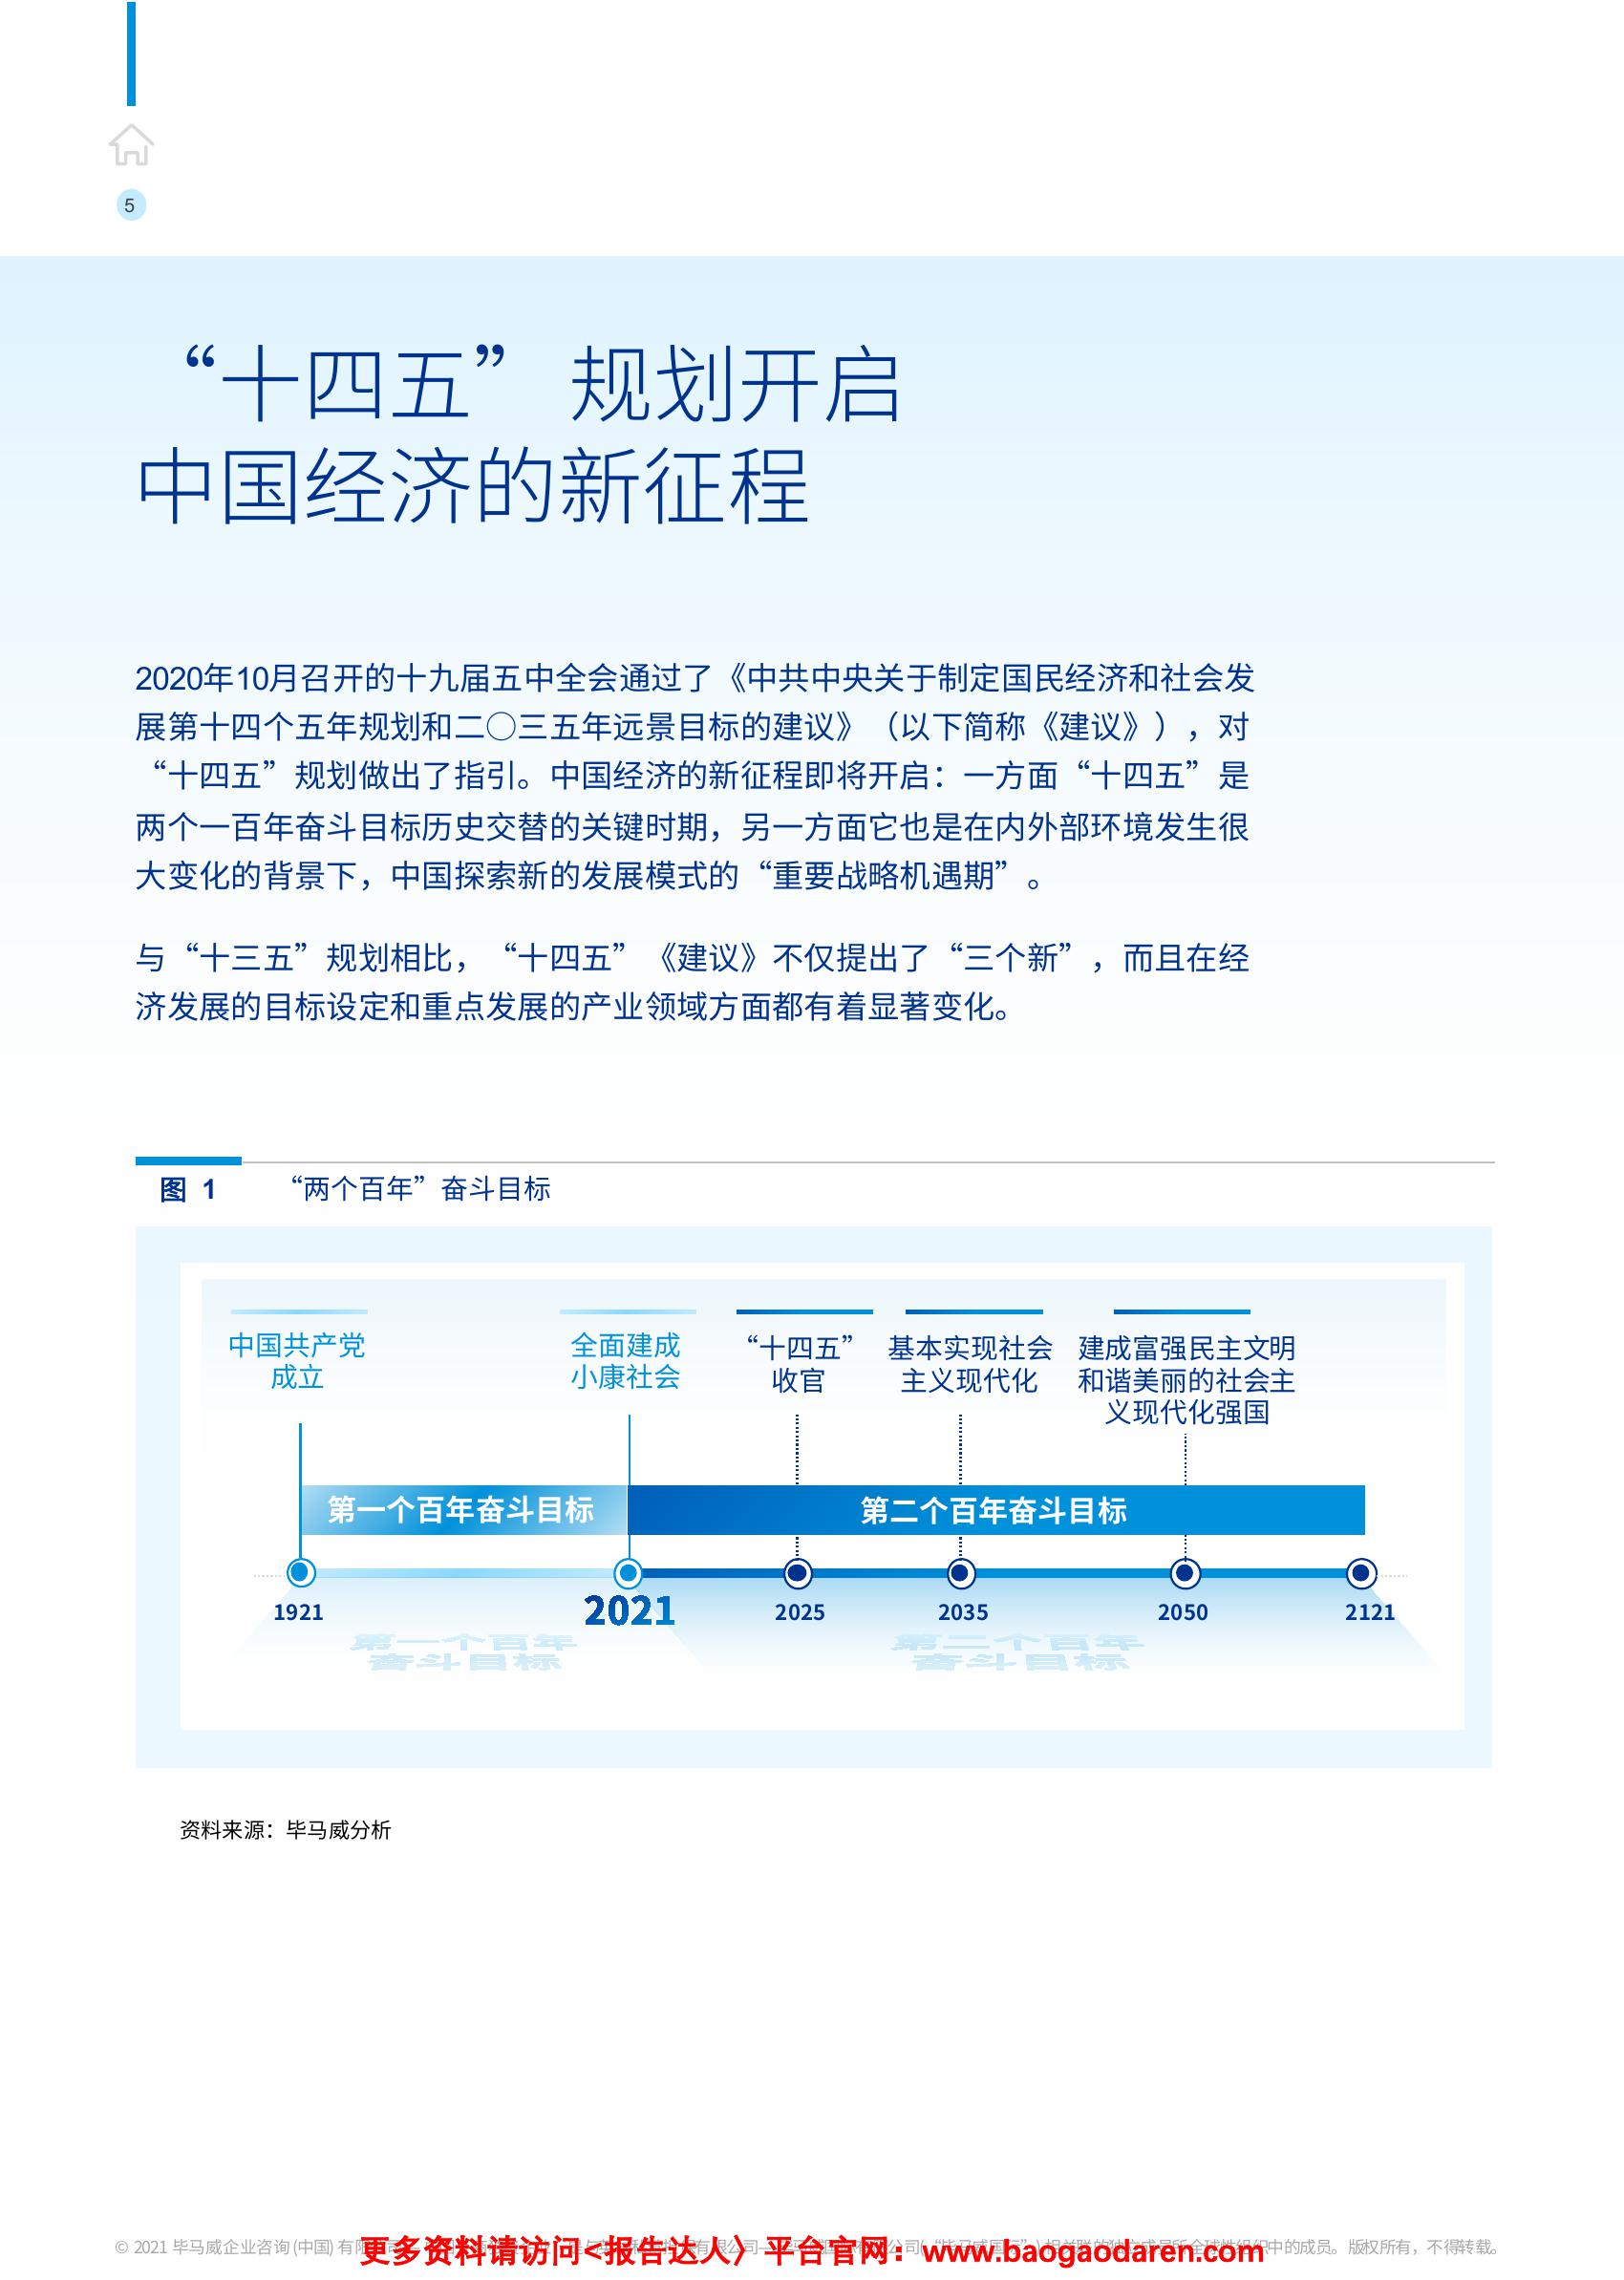 5
“十四五” 规划开启
中国经济的新征程
2020年10月召开的十九届五中全会通过了《中共中央关于制定国民经济和社会发
展第十四个五年规划和二〇三五年远景目标的建议》（以下简称《建议》），对
“十四五”规划做出了指引。中国经济的新征程即将开启：一方面“十四五”是
两个一百年奋斗目标历史交替的关键时期，另一方面它也是在内外部环境发生很
大变化的背景下，中国探索新的发展模式的“重要战略机遇期”。
与“十三五”规划相比，“十四五”《建议》不仅提出了“三个新”，而且在经
济发展的目标设定和重点发展的产业领域方面都有着显著变化。
图 1 “两个百年”奋斗目标
中国共产党
成立
全面建成
小康社会
“十四五”
收官
基本实现社会
主义现代化
建成富强民主文明
和谐美丽的社会主
义现代化强国
第一个百年奋斗目标
第二个百年奋斗目标
1921
2021
2025
2035
2050
2121
第一个百年
奋斗目标
第二个百年
奋斗目标
资料来源：毕马威分析
© 2021 毕马威企业咨询 (中国) 有限 中的成员。版权所有，不得转载。
更多资料请访问<报告达人〉平台官网：www.baogaodaren.com